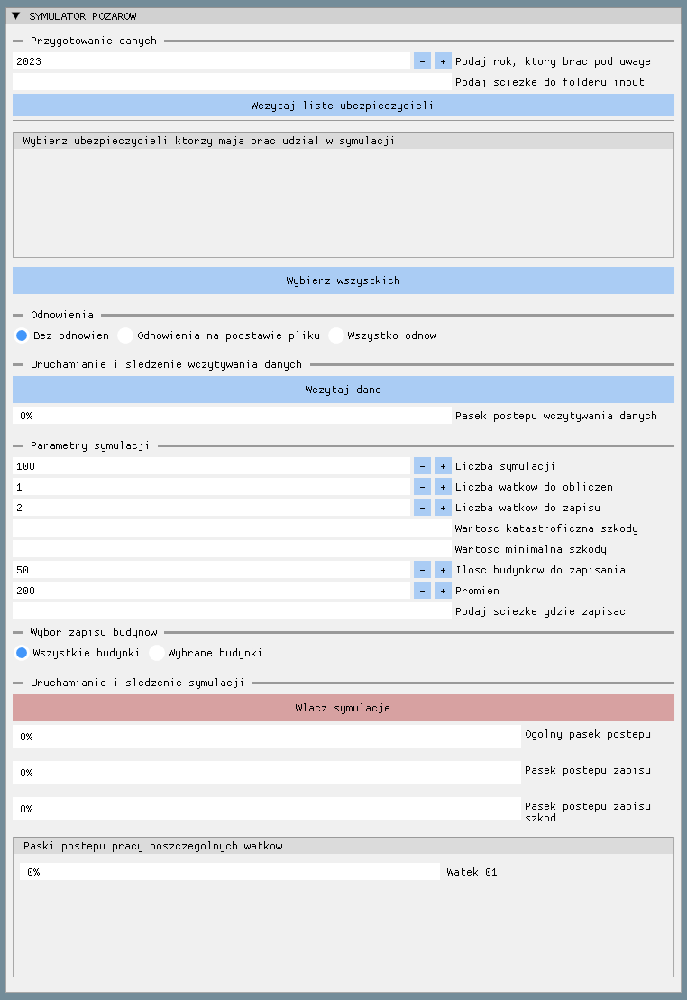 SYMULATOR POZAROW
Przygotowanie danych
2023 - + Podaj rok, ktory brac pod uwage
Podaj sciezke do folderu input
Wczytaj liste ubezpieczycieli
Wybierz ubezpieczycieli ktorzy maja brac udzial w symulacji
Wybierz wszystkich
Odnowienia
Bez odnowien Odnowienia na podstawie pliku Wszystko odnow
Uruchamianie i sledzenie wczytywania danych
Wczytaj dane
0% Pasek postepu wczytywania danych
Parametry symulacji
100 - + Liczba symulacji
1 - + Liczba watkow do obliczen
2 - + Liczba watkow do zapisu
Wartosc katastroficzna szkody
Wartosc minimalna szkody
50 - + Ilosc budynkow do zapisania
200 - + Promien
Podaj sciezke gdzie zapisac
Wybor zapisu budynow
Wszystkie budynki Wybrane budynki
Uruchamianie i sledzenie symulacji
Wlacz symulacje
0% Ogolny pasek postepu
0% Pasek postepu zapisu
0% Pasek postepu zapisu
szkod
Paski postepu pracy poszczegolnych watkow
0% Watek 01